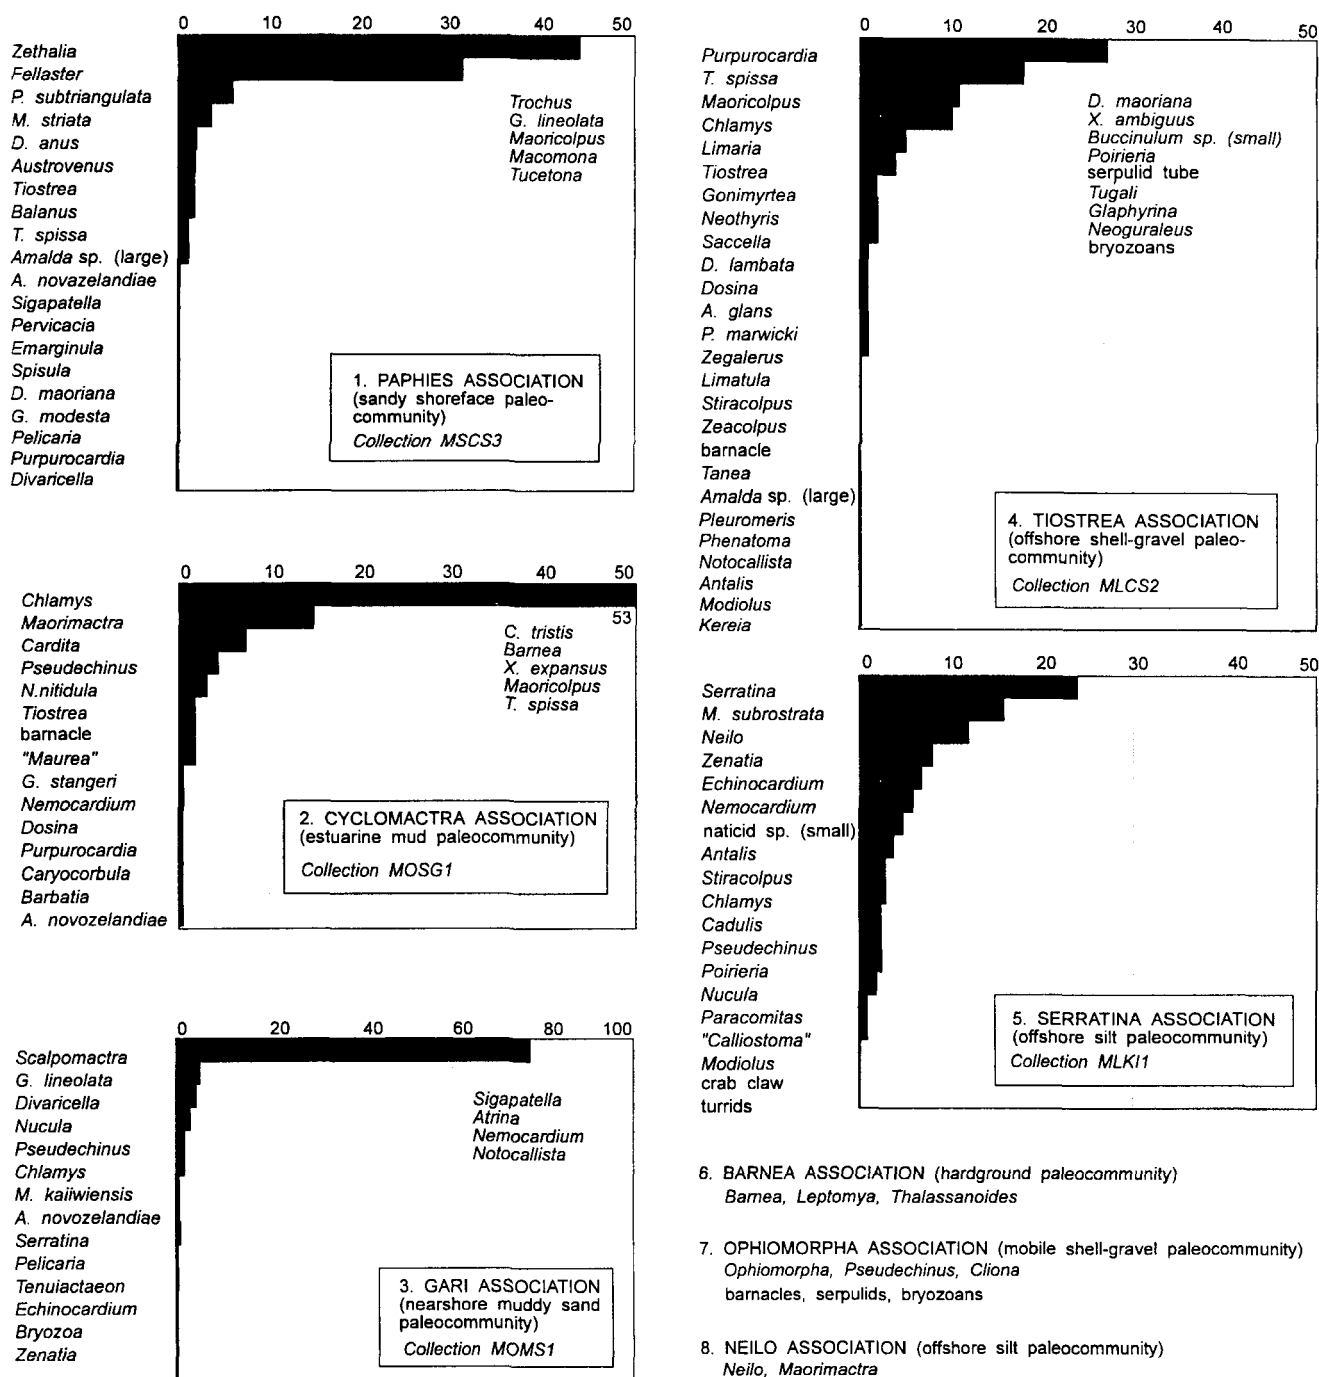 0 10 20 30 40 50
Zethalia
Fellaster
P. subtriangulata
M. striata
D. anus
Austrovenus
Tiostrea
Balanus
T. spissa
Amalda sp. (large)
A. novazelandiae
Sigapatella
Pervicacia
Emarginula
Spisula
D. maoriana
G. modesta
Pelicaria
Purpurocardia
Divaricella
Trochus
G. lineolata
Maoricolpus
Macomona
Tucetona
1. PAPHIES ASSOCIATION
(sandy shoreface paleo-
community)
Collection MSCS3
0 10 20 30 40 50
Chlamys
Maorimactra
Cardita
Pseudechinus
N.nitidula
Tiostrea
barnacle
"Maurea"
G. stangeri
Nemocardium
Dosina
Purpurocardia
Caryocorbula
Barbatia
A. novozelandiae
53
C. tristis
Barnea
X. expansus
Maoricolpus
T. spissa
2. CYCLOMACTRA ASSOCIATION
(estuarine mud paleocommunity)
Collection MOSG1
0 20 40 60 80 100
Scalpomactra
G. lineolata
Divaricella
Nucula
Pseudechinus
Chlamys
M. kaiiwiensis
A. novozelandiae
Serratina
Pelicaria
Tenuiactaeon
Echinocardium
Bryozoa
Zenatia
Sigapatella
Atrina
Nemocardium
Notocallista
3. GARI ASSOCIATION
(nearshore muddy sand
paleocommunity)
Collection MOMS1
0 10 20 30 40 50
Purpurocardia
T. spissa
Maoricolpus
Chlamys
Limaria
Tiostrea
Gonimyrtea
Neothyris
Saccella
D. lambata
Dosina
A. glans
P. marwicki
Zegalerus
Limatula
Stiracolpus
Zeacolpus
barnacle
Tanea
Amalda sp. (large)
Pleuromeris
Phenatoma
Notocallista
Antalis
Modiolus
Kereia
D. maoriana
X. ambiguus
Buccinulum sp. (small)
Poirieria
serpulid tube
Tugali
Glaphyrina
Neoguraleus
bryozoans
4. TIOSTREA ASSOCIATION
(offshore shell-gravel paleo-
community)
Collection MLCS2
0 10 20 30 40 50
Serratina
M. subrostrata
Neilo
Zenatia
Echinocardium
Nemocardium
naticid sp. (small)
Antalis
Stiracolpus
Chlamys
Cadulis
Pseudechinus
Poirieria
Nucula
Paracomitas
"Calliostoma"
Modiolus
crab claw
turrids
5. SERRATINA ASSOCIATION
(offshore silt paleocommunity)
Collection MLKI1
6. BARNEA ASSOCIATION (hardground paleocommunity)
Barnea, Leptomya, Thalassanoides
7. OPHIOMORPHA ASSOCIATION (mobile shell-gravel paleocommunity)
Ophiomorpha, Pseudechinus, Cliona
barnacles, serpulids, bryozoans
8. NEILO ASSOCIATION (offshore silt paleocommunity)
Neilo, Maorimactra